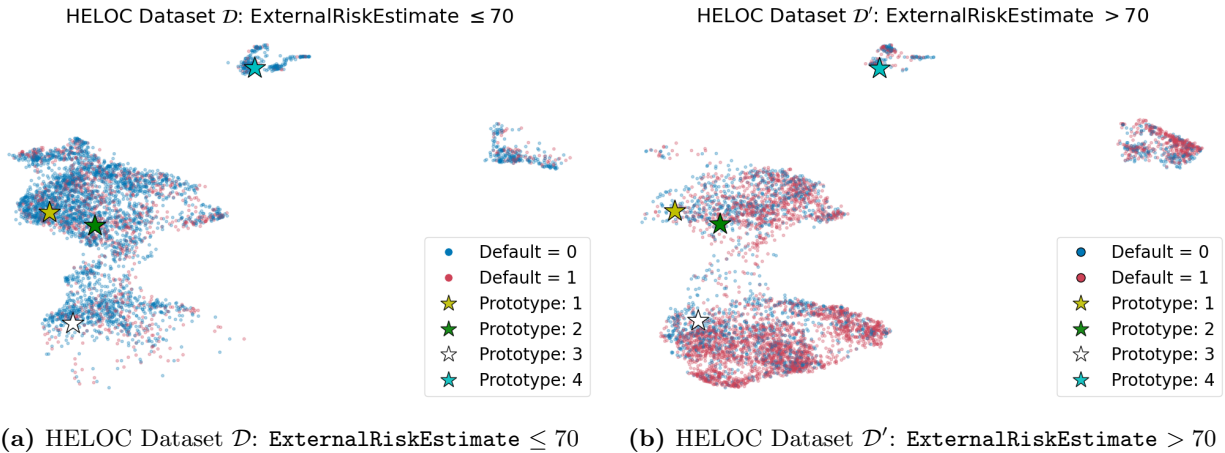 HELOC Dataset 𝒟: ExternalRiskEstimate ≤ 70
Default = 0
Default = 1
Prototype: 1
Prototype: 2
Prototype: 3
Prototype: 4
(a) HELOC Dataset 𝒟: ExternalRiskEstimate ≤ 70
HELOC Dataset 𝒟′: ExternalRiskEstimate > 70
Default = 0
Default = 1
Prototype: 1
Prototype: 2
Prototype: 3
Prototype: 4
(b) HELOC Dataset 𝒟′: ExternalRiskEstimate > 70